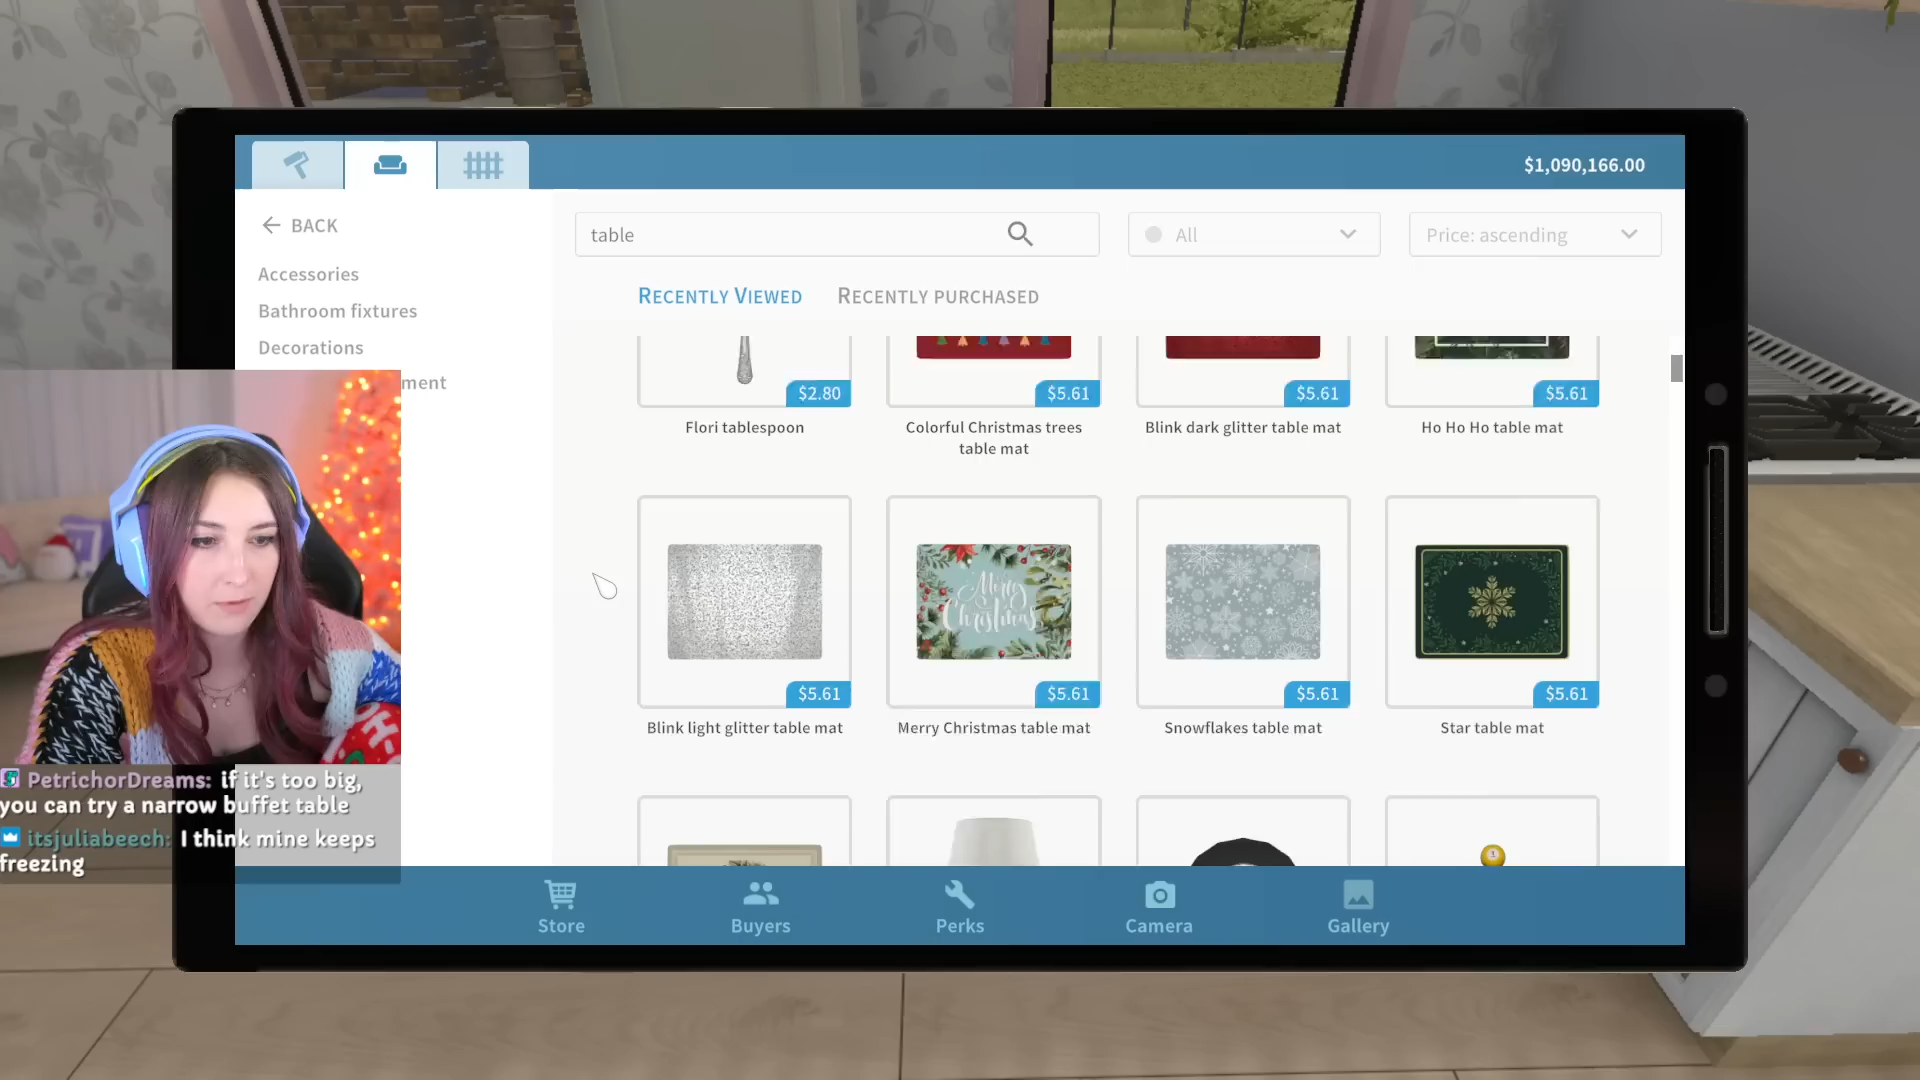 $1,090,166.00
BACK
table
All
Price: ascending
Accessories
Bathroom fixtures
Decorations
ment
RECENTLY VIEWED
RECENTLY PURCHASED
$2.80
$5.61
$5.61
$5.61
Flori tablespoon
Colorful Christmas trees
table mat
Blink dark glitter table mat
Ho Ho Ho table mat
Merry
Christmas
$5.61
$5.61
$5.61
$5.61
Blink light glitter table mat
Merry Christmas table mat
Snowflakes table mat
Star table mat
PetrichorDreams: if it's too big,
you can try a narrow buffet table
itsjuliabeech: I think mine keeps
freezing
1
Store
Buyers
Perks
Camera
Gallery